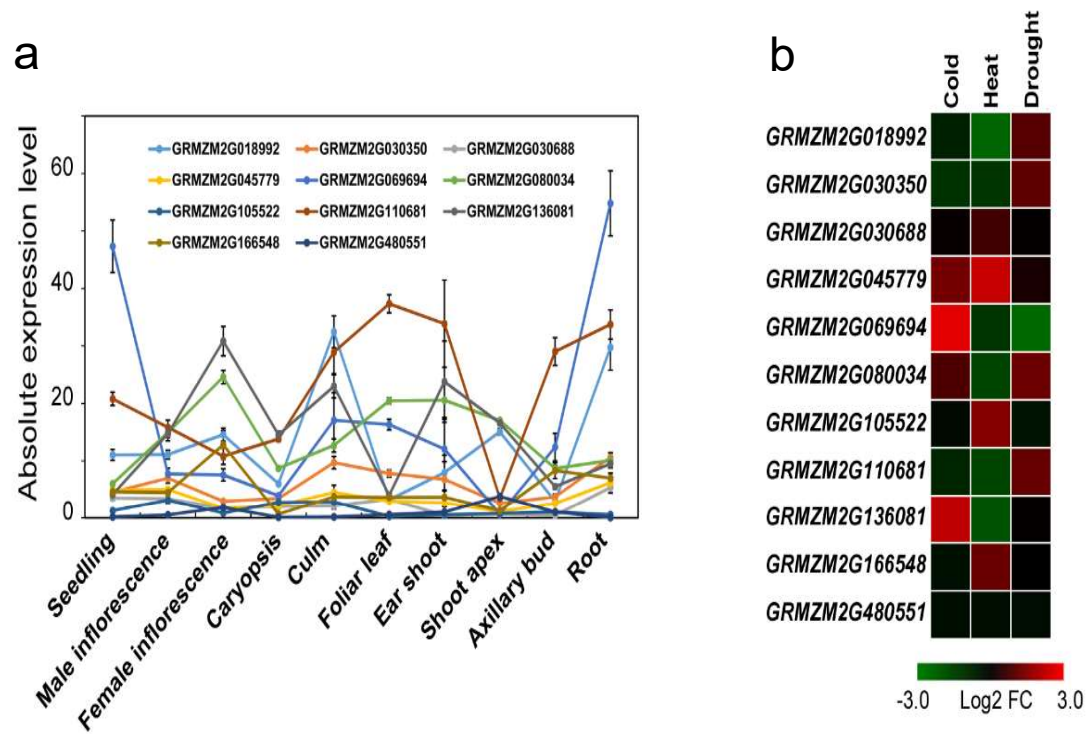 a
Absolute expression level
60
40
20
0
GRMZM2G018992 GRMZM2G030350 GRMZM2G030688
GRMZM2G045779 GRMZM2G069694 GRMZM2G080034
GRMZM2G105522 GRMZM2G110681 GRMZM2G136081
GRMZM2G166548 GRMZM2G480551
Seedling
Male inflorescence
Female inflorescence
Caryopsis
Culm
Foliar leaf
Ear shoot
Shoot apex
Axillary bud
Root
b
Cold
Heat
Drought
GRMZM2G018992
GRMZM2G030350
GRMZM2G030688
GRMZM2G045779
GRMZM2G069694
GRMZM2G080034
GRMZM2G105522
GRMZM2G110681
GRMZM2G136081
GRMZM2G166548
GRMZM2G480551
-3.0 Log2 FC 3.0